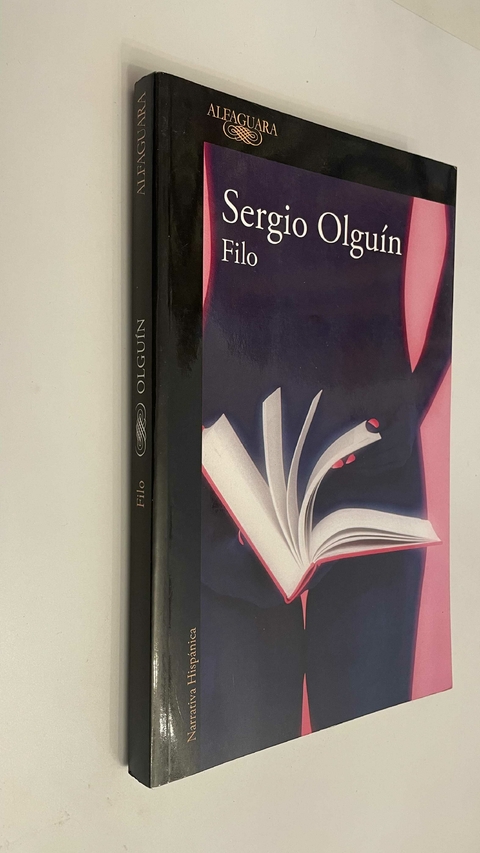 ALFAGUARA
Sergio Olguín
Filo
Narrativa Hispánica
ALFAGUARA
OLGUÍN
Filo